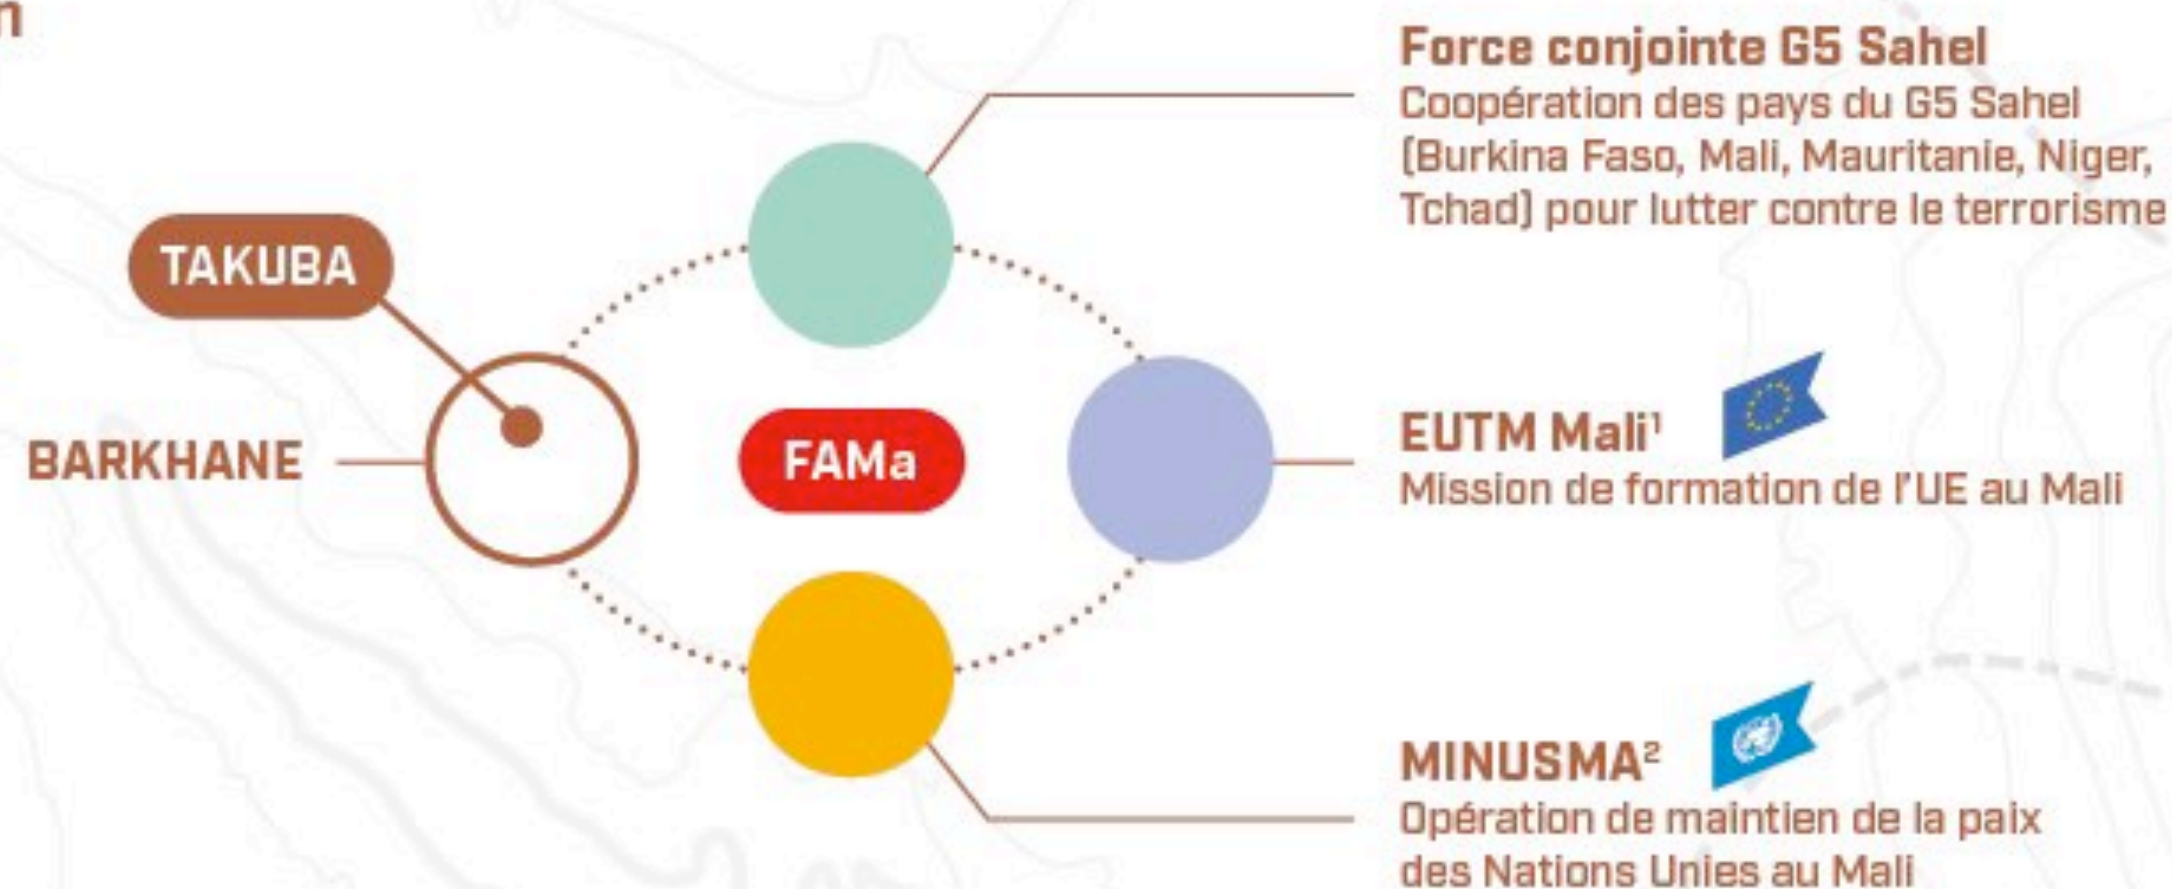 Force conjointe G5 Sahel
Coopération des pays du G5 Sahel
(Burkina Faso, Mali, Mauritanie, Niger,
Tchad) pour lutter contre le terrorisme
TAKUBA
BARKHANE
FAMa
EUTM Mali¹
Mission de formation de l'UE au Mali
MINUSMA²
Opération de maintien de la paix
des Nations Unies au Mali